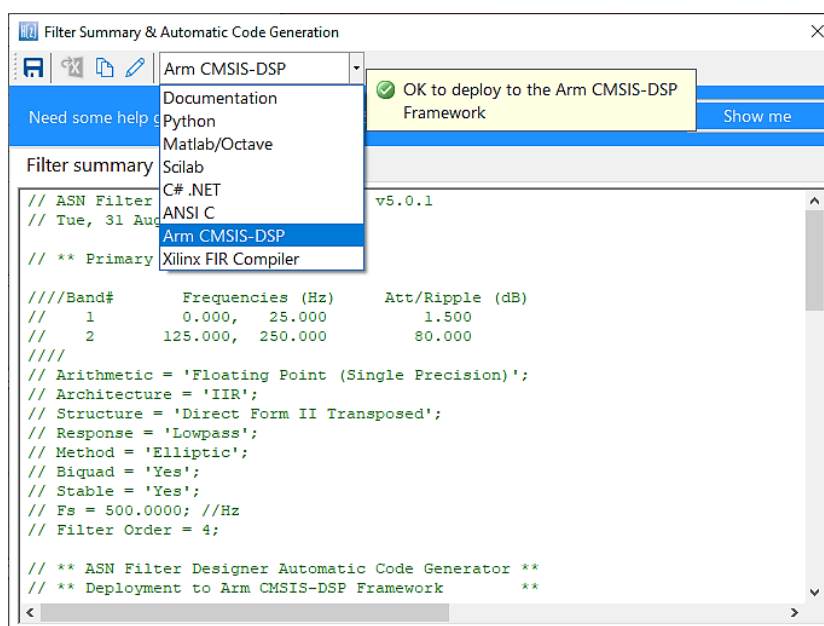 Filter Summary & Automatic Code Generation
Arm CMSIS-DSP
OK to deploy to the Arm CMSIS-DSP
Framework
Need some help
Show me
Documentation
Python
Matlab/Octave
Scilab
C# .NET
ANSI C
Arm CMSIS-DSP
Xilinx FIR Compiler
Filter summary
// ASN Filter v5.0.1
// Tue, 31 Aug
// ** Primary
////Band# Frequencies (Hz) Att/Ripple (dB)
// 1 0.000, 25.000 1.500
// 2 125.000, 250.000 80.000
////
// Arithmetic = 'Floating Point (Single Precision)';
// Architecture = 'IIR';
// Structure = 'Direct Form II Transposed';
// Response = 'Lowpass';
// Method = 'Elliptic';
// Biquad = 'Yes';
// Stable = 'Yes';
// Fs = 500.0000; //Hz
// Filter Order = 4;
// ** ASN Filter Designer Automatic Code Generator **
// ** Deployment to Arm CMSIS-DSP Framework **